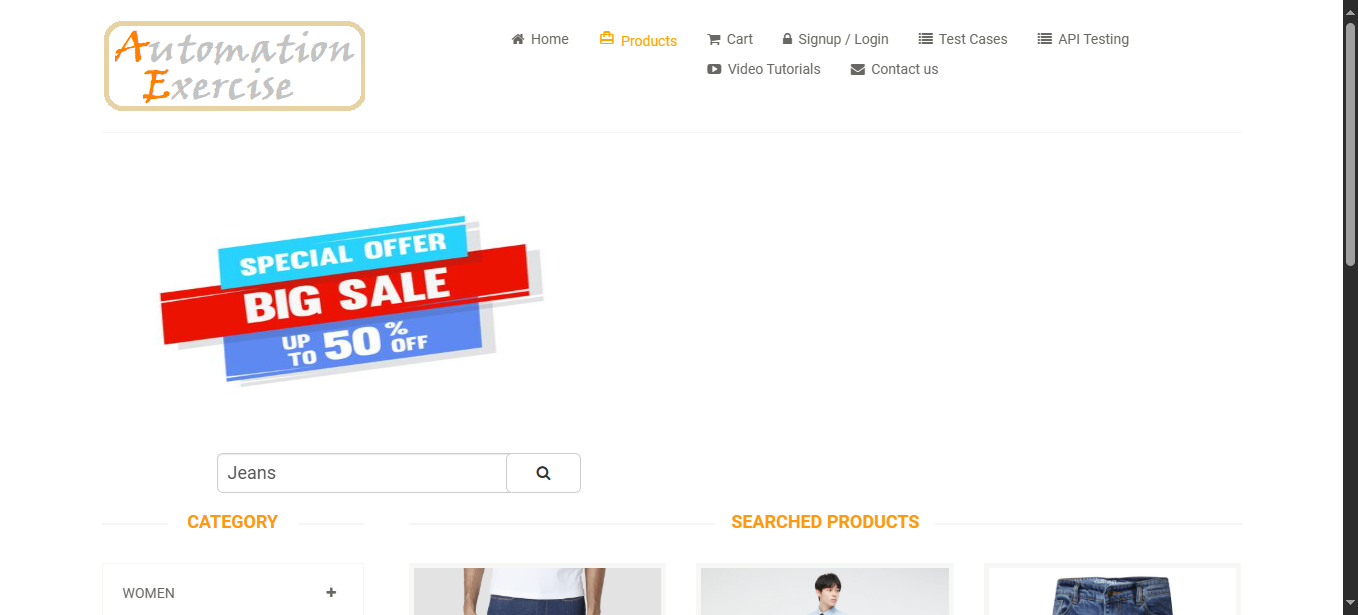 Automation
Exercise
Home
Products
Cart
Signup / Login
Test Cases
API Testing
Video Tutorials
Contact us
SPECIAL OFFER
BIG SALE
UP TO 50% OFF
Jeans
CATEGORY
SEARCHED PRODUCTS
WOMEN